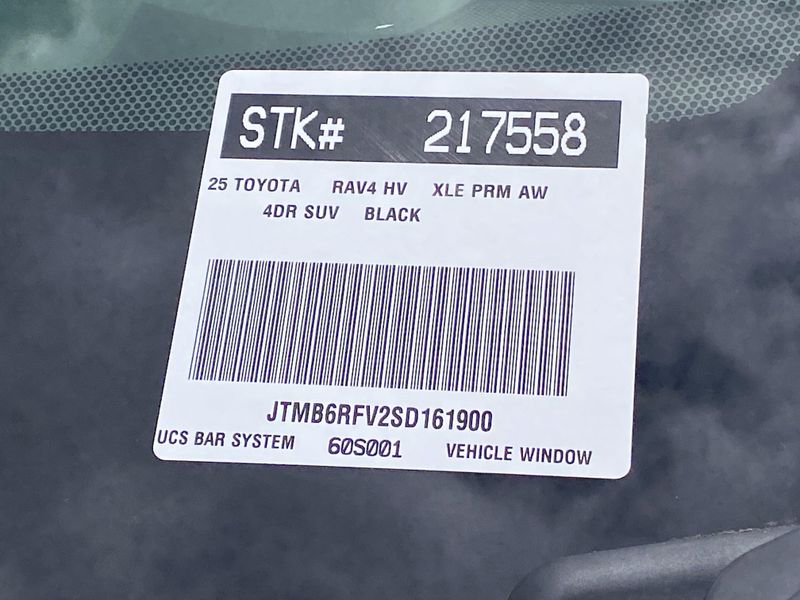 STK# 217558
25 TOYOTA RAV4 HV XLE PRM AW
4DR SUV BLACK
JTMB6RFV2SD161900
UCS BAR SYSTEM 60S001 VEHICLE WINDOW